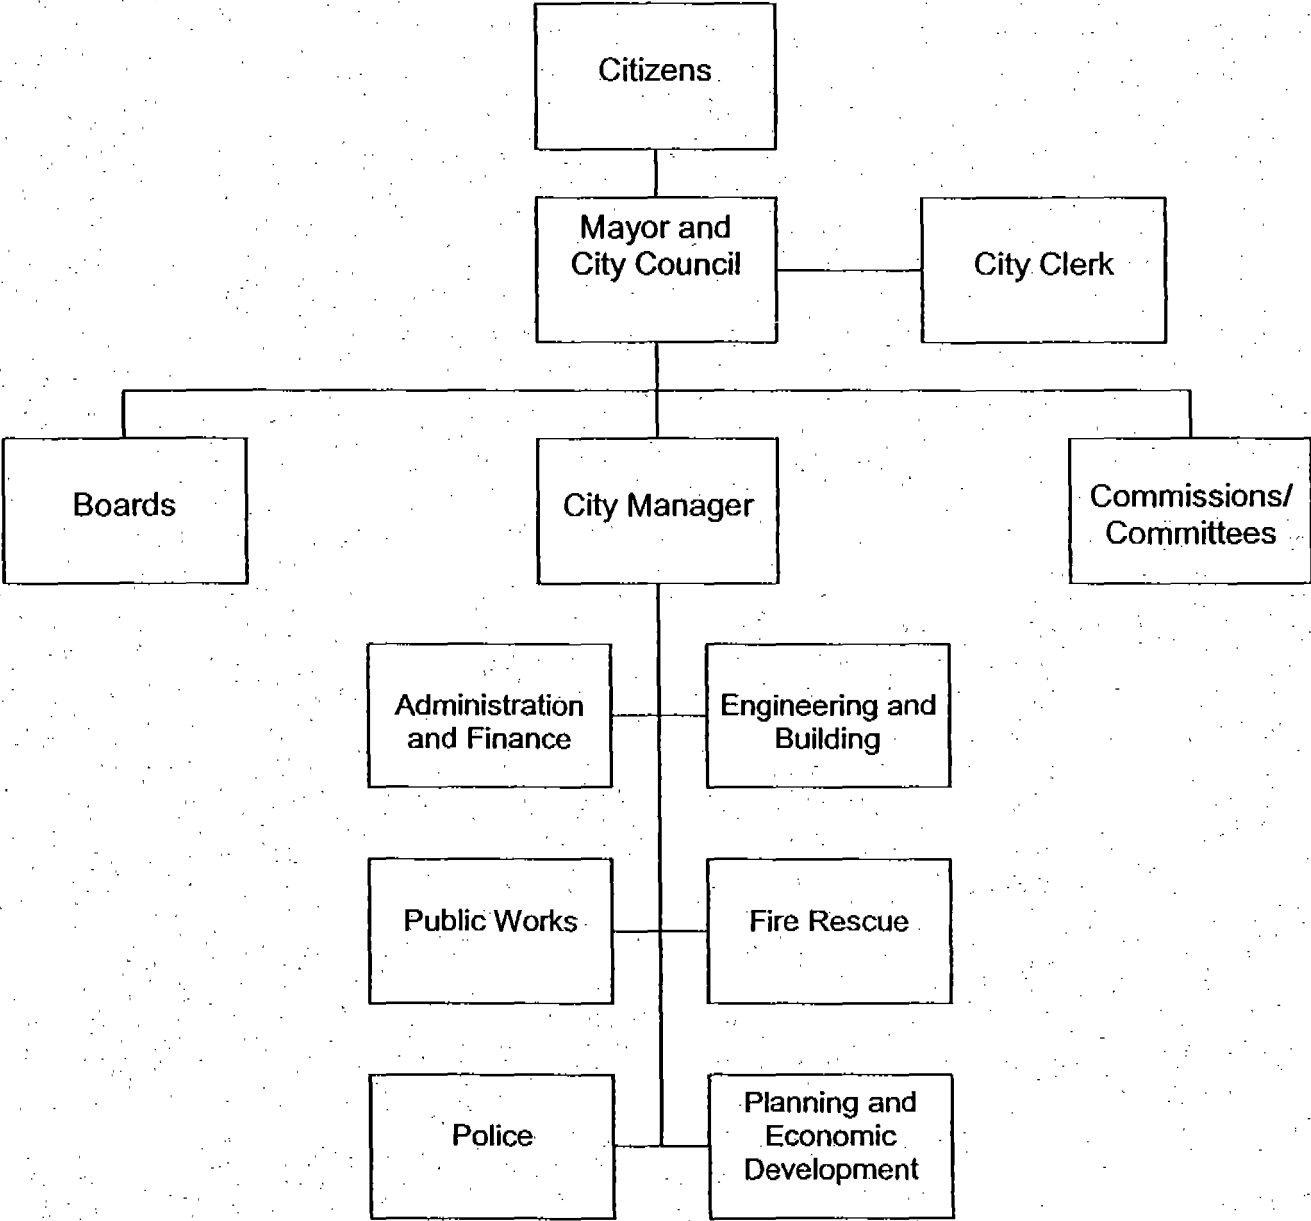 Citizens
Mayor and
City Council
City Clerk
Boards
City Manager
Commissions/
Committees
Administration
and Finance
Engineering and
Building
Public Works
Fire Rescue
Police
Planning and
Economic
Development